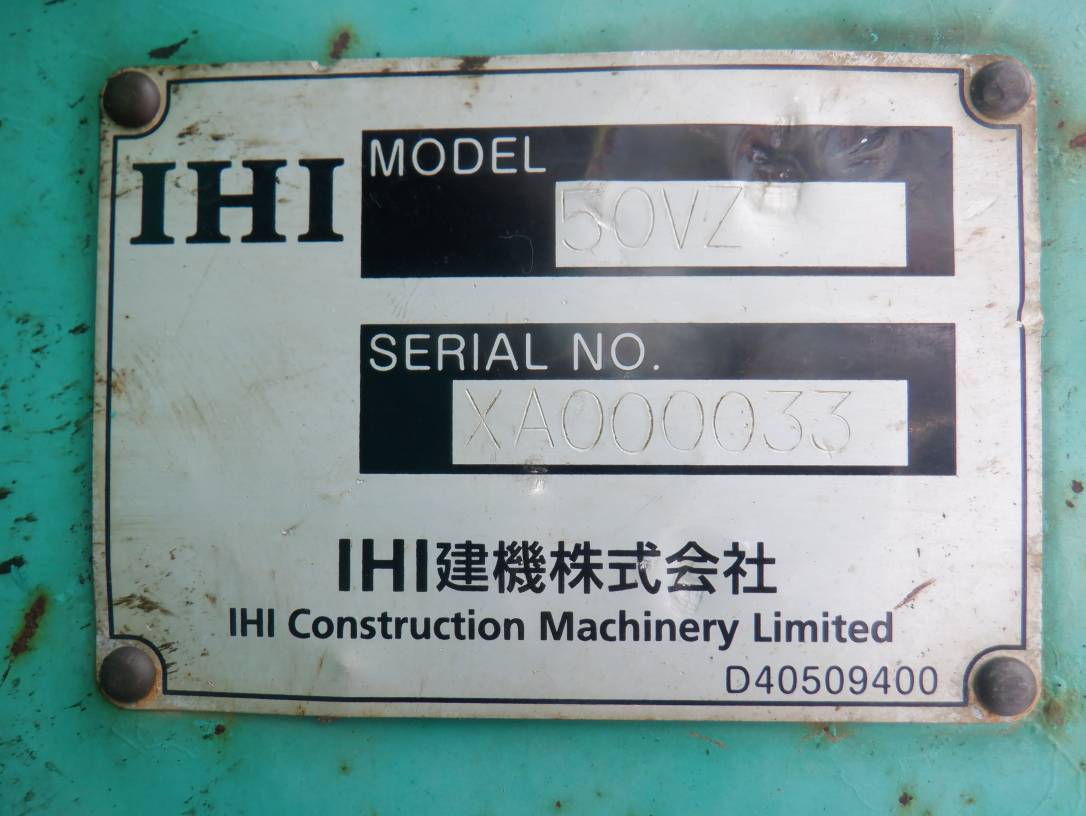 IHI
MODEL
50VZ
SERIAL NO.
XA000033
IHI建機株式会社
IHI Construction Machinery Limited
D40509400